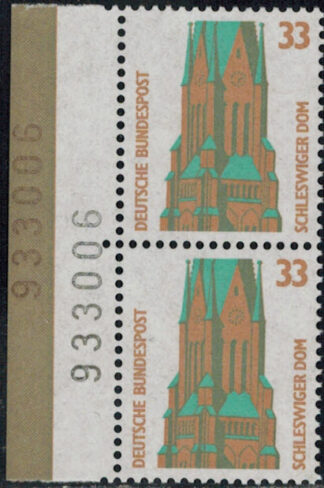 933006
933006
33
DEUTSCHE BUNDESPOST
SCHLESWIGER DOM
33
DEUTSCHE BUNDESPOST
SCHLESWIGER DOM